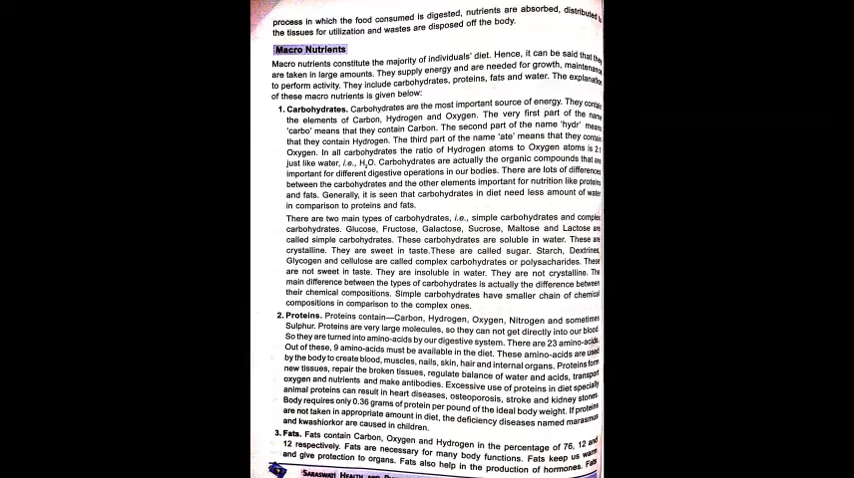 process in which the food consumed is digested, nutrients are absorbed, distributed
the tissues for utilization and wastes are disposed off the body.
Macro Nutrients
Macro nutrients constitute the majority of individuals' diet. Hence, it can be said that they
are taken in large amounts. They supply energy and are needed for growth, maintenance
to perform activity. They include carbohydrates, proteins, fats and water. The explanation
of these macro nutrients is given below:
1. Carbohydrates. Carbohydrates are the most important source of energy. They contain
the elements of Carbon, Hydrogen and Oxygen. The very first part of the name
'carbo' means that they contain Carbon. The second part of the name 'hydr' means
that they contain Hydrogen. The third part of the name 'ate' means that they contain
Oxygen. In all carbohydrates the ratio of Hydrogen atoms to Oxygen atoms is 2:1
just like water, i.e., H₂O. Carbohydrates are actually the organic compounds that are
important for different digestive operations in our bodies. There are lots of differences
between the carbohydrates and the other elements important for nutrition like proteins
and fats. Generally, it is seen that carbohydrates in diet need less amount of water
in comparison to proteins and fats.
There are two main types of carbohydrates, i.e., simple carbohydrates and complex
carbohydrates. Glucose, Fructose, Galactose, Sucrose, Maltose and Lactose are
called simple carbohydrates. These carbohydrates are soluble in water. These are
crystalline. They are sweet in taste.These are called sugar. Starch, Dextrines,
Glycogen and cellulose are called complex carbohydrates or polysacharides. These
are not sweet in taste. They are insoluble in water. They are not crystalline. The
main difference between the types of carbohydrates is actually the difference between
their chemical compositions. Simple carbohydrates have smaller chain of chemical
compositions in comparison to the complex ones.
2. Proteins. Proteins contain—Carbon, Hydrogen, Oxygen, Nitrogen and sometimes
Sulphur. Proteins are very large molecules, so they can not get directly into our blood.
So they are turned into amino-acids by our digestive system. There are 23 amino-acids.
Out of these, 9 amino-acids must be available in the diet. These amino-acids are used
by the body to create blood, muscles, nails, skin, hair and internal organs. Proteins form
new tissues, repair the broken tissues, regulate balance of water and acids, transport
oxygen and nutrients and make antibodies. Excessive use of proteins in diet specially
animal proteins can result in heart diseases, osteoporosis, stroke and kidney stones.
Body requires only 0.36 grams of protein per pound of the ideal body weight. If proteins
are not taken in appropriate amount in diet, the deficiency diseases named marasmus
and kwashiorkor are caused in children.
3. Fats. Fats contain Carbon, Oxygen and Hydrogen in the percentage of 76, 12 and
12 respectively. Fats are necessary for many body functions. Fats keep us warm
and give protection to organs. Fats also help in the production of hormones. Fats
SARASWATI HEALTH AND